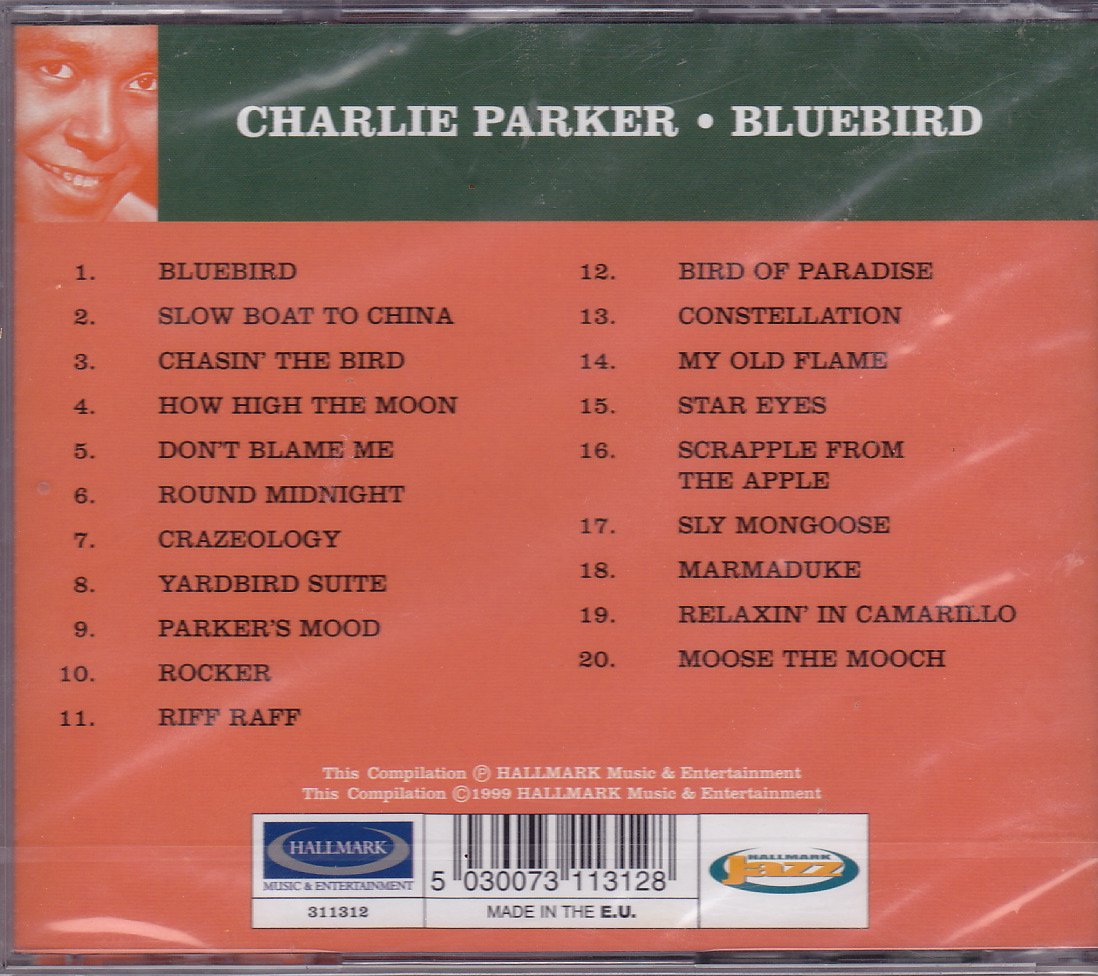 CHARLIE PARKER • BLUEBIRD
1. BLUEBIRD
2. SLOW BOAT TO CHINA
3. CHASIN' THE BIRD
4. HOW HIGH THE MOON
5. DON'T BLAME ME
6. ROUND MIDNIGHT
7. CRAZEOLOGY
8. YARDBIRD SUITE
9. PARKER'S MOOD
10. ROCKER
11. RIFF RAFF
12. BIRD OF PARADISE
13. CONSTELLATION
14. MY OLD FLAME
15. STAR EYES
16. SCRAPPLE FROM
THE APPLE
17. SLY MONGOOSE
18. MARMADUKE
19. RELAXIN' IN CAMARILLO
20. MOOSE THE MOOCH
This Compilation ℗ HALLMARK Music & Entertainment
This Compilation ©1999 HALLMARK Music & Entertainment
HALLMARK
MUSIC & ENTERTAINMENT
311312
5 030073 113128
MADE IN THE E.U.
HALLMARK
Jazz